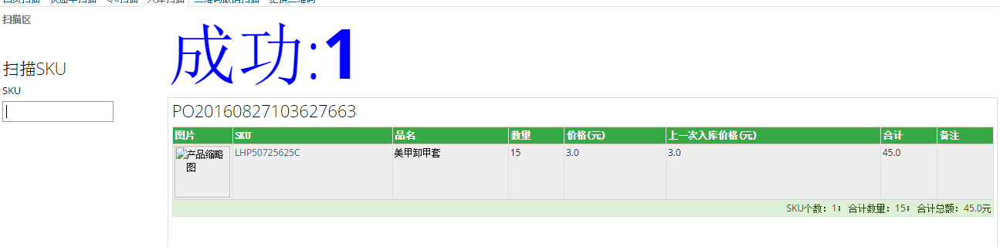 扫描区
扫描SKU
SKU
成功:1
PO20160827103627663
图片 SKU 品名 数量 价格(元) 上一次入库价格(元) 合计 备注
产品缩略图 LHP50725625C 美甲卸甲套 15 3.0 3.0 45.0
SKU个数：1； 合计数量：15； 合计总额：45.0元